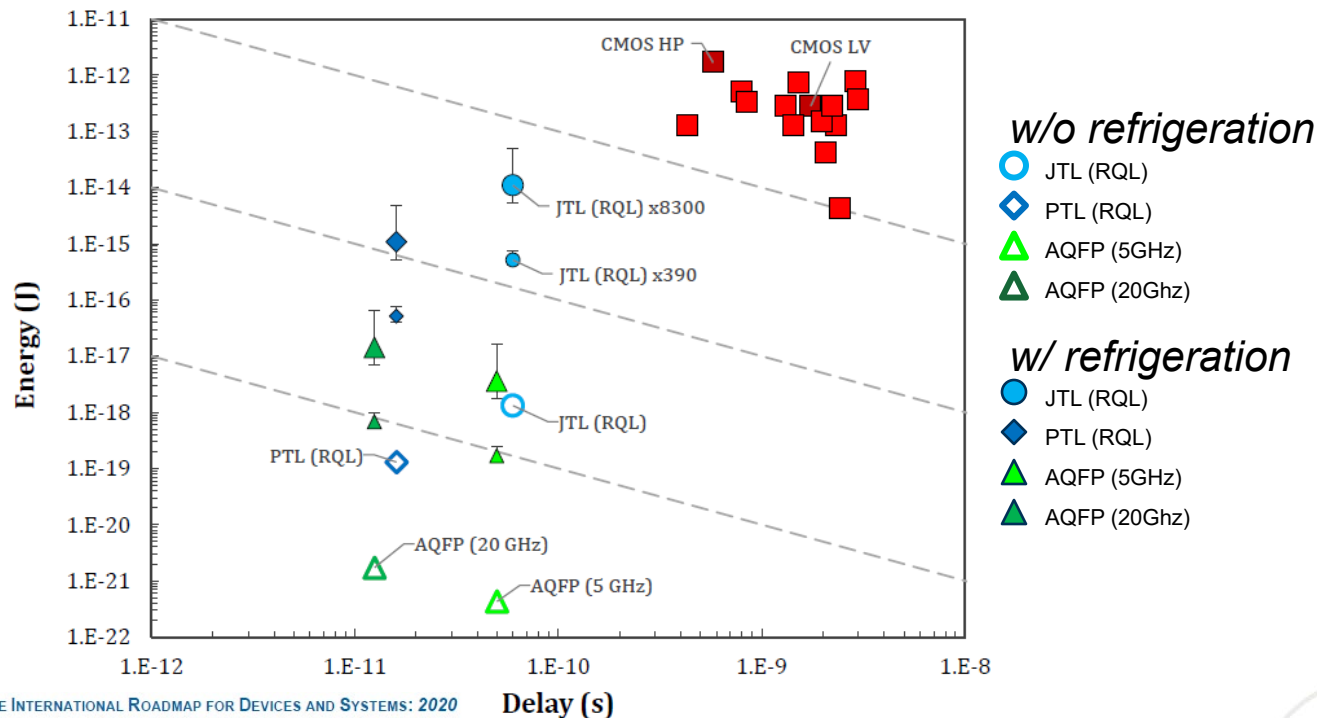 1.E-11
1.E-12
1.E-13
1.E-14
1.E-15
1.E-16
1.E-17
1.E-18
1.E-19
1.E-20
1.E-21
1.E-22
Energy (J)
CMOS HP
CMOS LV
JTL (RQL) x8300
JTL (RQL) x390
JTL (RQL)
PTL (RQL)
AQFP (20 GHz)
AQFP (5 GHz)
1.E-12
1.E-11
1.E-10
1.E-9
1.E-8
Delay (s)
E INTERNATIONAL ROADMAP FOR DEVICES AND SYSTEMS: 2020
w/o refrigeration
JTL (RQL)
PTL (RQL)
AQFP (5GHz)
AQFP (20Ghz)
w/ refrigeration
JTL (RQL)
PTL (RQL)
AQFP (5GHz)
AQFP (20Ghz)